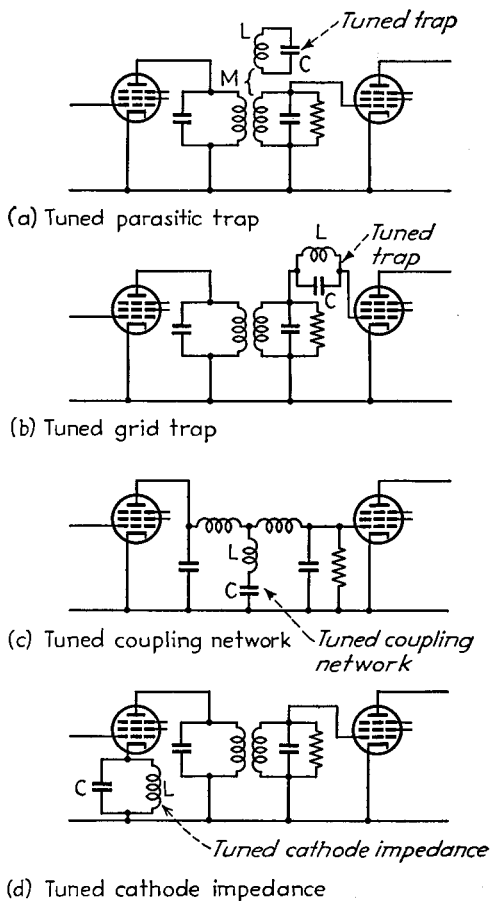 Tuned trap
L
C
M
(a) Tuned parasitic trap
L
Tuned
trap
C
(b) Tuned grid trap
L
C
(c) Tuned coupling network
Tuned coupling
network
C
L
Tuned cathode impedance
(d) Tuned cathode impedance